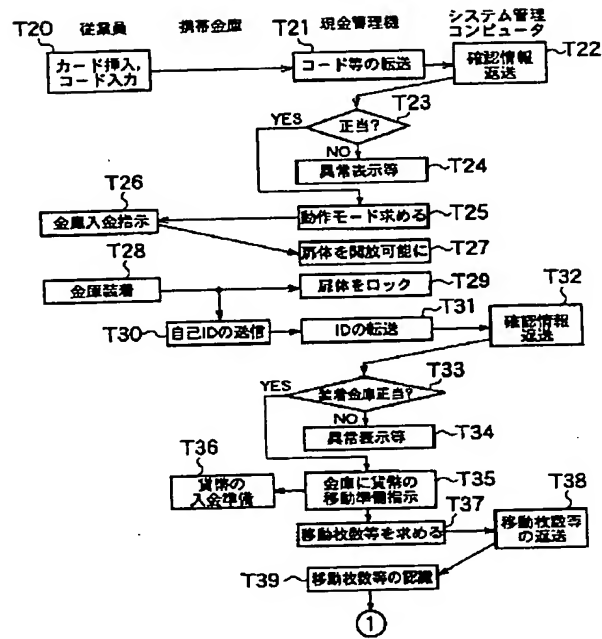 従業員 携帯金庫 現金管理機 システム管理
コンピュータ
T20 T21 T22
カード挿入,
コード入力
コード等の転送
確認情報
返送
T23
YES 正当?
NO
異常表示等 T24
T26
金庫入金指示
動作モード求める T25
扉体を開放可能に T27
T28
金庫装着
扉体をロック T29
T30 自己IDの送信
T31
IDの転送
T32
確認情報
返送
T33
YES 装着金庫正当?
NO
異常表示等 T34
T36
貨幣の
入金準備
金庫に貨幣の
移動準備指示
T35
T37
移動枚数等を求める
T38
移動枚数等
の返送
T39 移動枚数等の認識
1